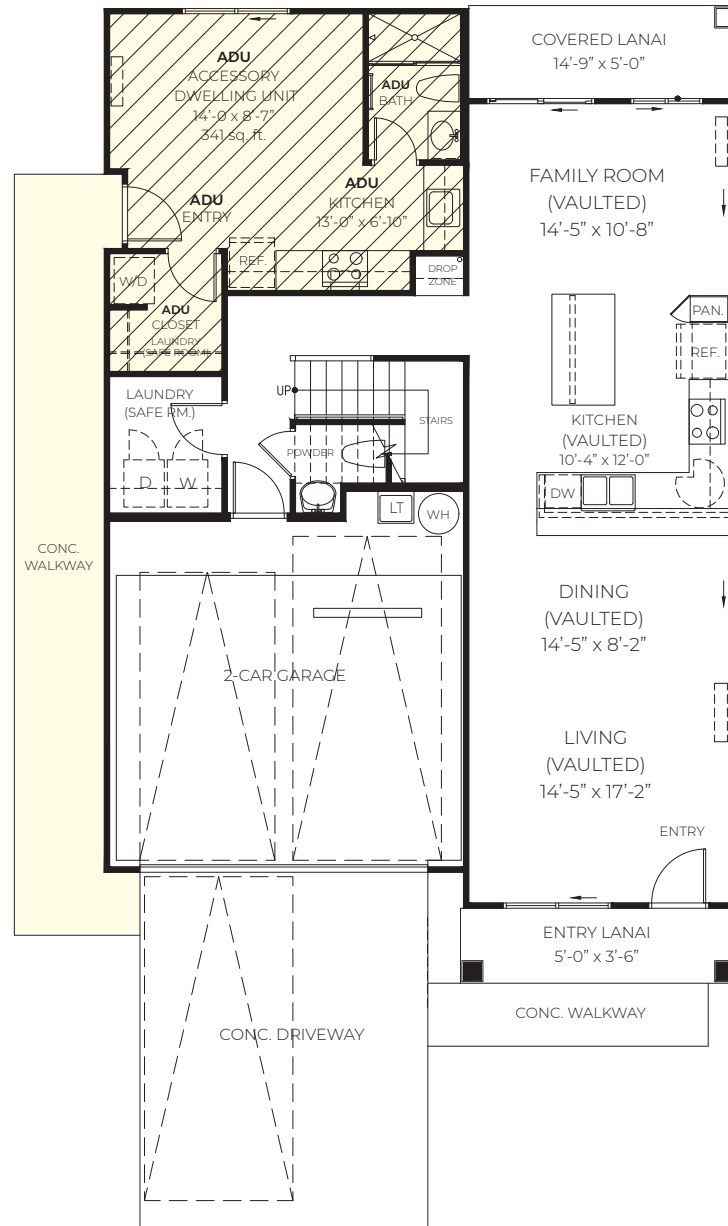 ADU
ACCESSORY
DWELLING UNIT
14'-0 x 8'-7"
341 sq. ft.
ADU
BATH
COVERED LANAI
14'-9" x 5'-0"
FAMILY ROOM
(VAULTED)
14'-5" x 10'-8"
ADU
ENTRY
ADU
KITCHEN
13'-0" x 6'-10"
REF.
DROP
ZONE
W/D
ADU
CLOSET
LAUNDRY
(SAFE ROOM)
PAN.
REF.
LAUNDRY
(SAFE RM.)
UP
STAIRS
POWDER
D
W
KITCHEN
(VAULTED)
10'-4" x 12'-0"
DW
LT
WH
CONC.
WALKWAY
DINING
(VAULTED)
14'-5" x 8'-2"
2-CAR GARAGE
LIVING
(VAULTED)
14'-5" x 17'-2"
ENTRY
ENTRY LANAI
5'-0" x 3'-6"
CONC. WALKWAY
CONC. DRIVEWAY